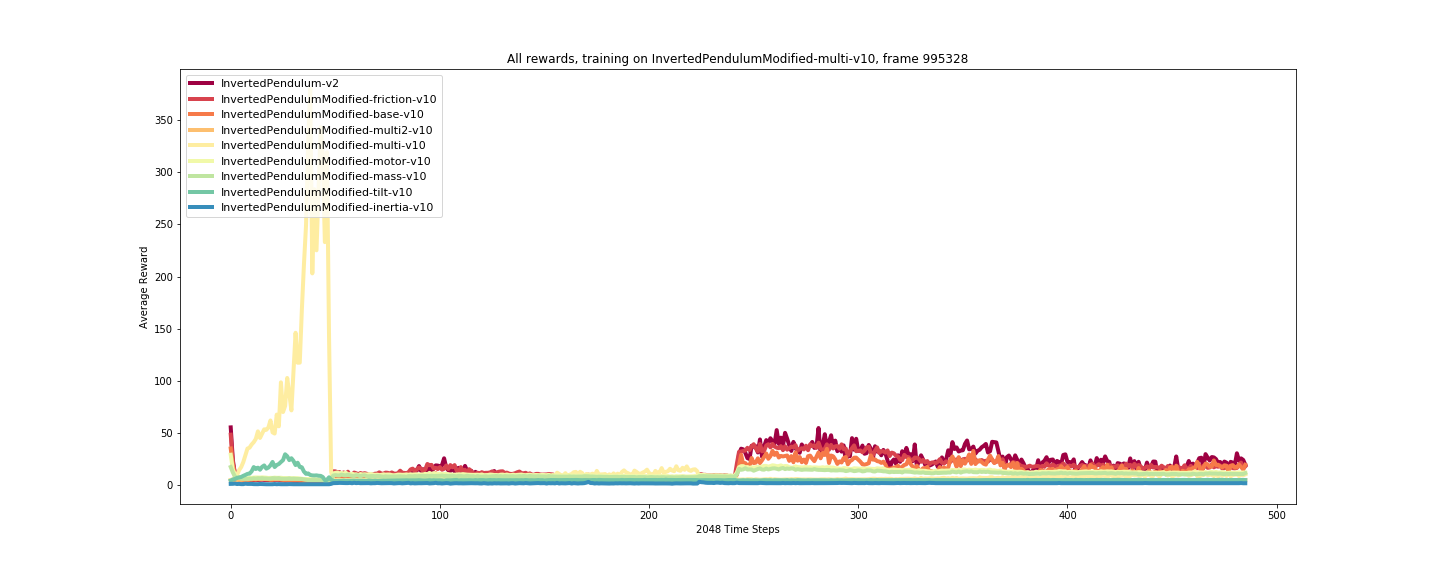 All rewards, training on InvertedPendulumModified-multi-v10, frame 995328
InvertedPendulum-v2
InvertedPendulumModified-friction-v10
InvertedPendulumModified-base-v10
InvertedPendulumModified-multi2-v10
InvertedPendulumModified-multi-v10
InvertedPendulumModified-motor-v10
InvertedPendulumModified-mass-v10
InvertedPendulumModified-tilt-v10
InvertedPendulumModified-inertia-v10
Average Reward
350
300
250
200
150
100
50
0
0 100 200 300 400 500
2048 Time Steps